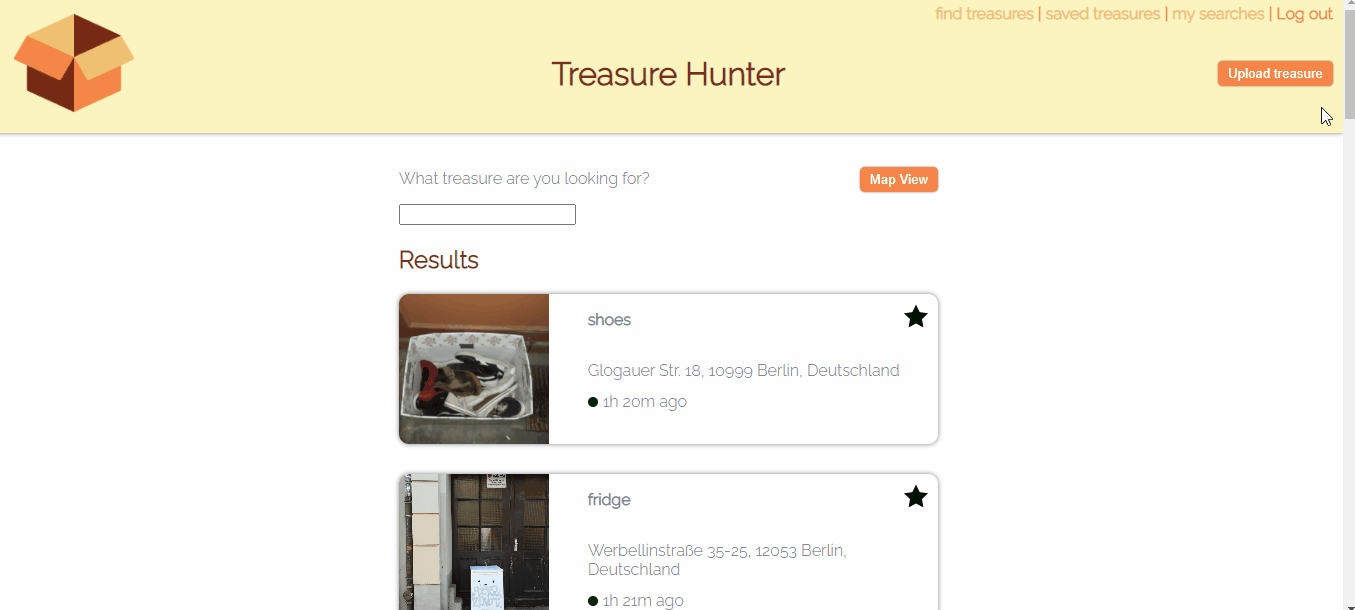 find treasures | saved treasures | my searches | Log out
Treasure Hunter
Upload treasure
What treasure are you looking for?
Map View
Results
shoes
Glogauer Str. 18, 10999 Berlin, Deutschland
1h 20m ago
fridge
Werbellinstraße 35-25, 12053 Berlin,
Deutschland
1h 21m ago